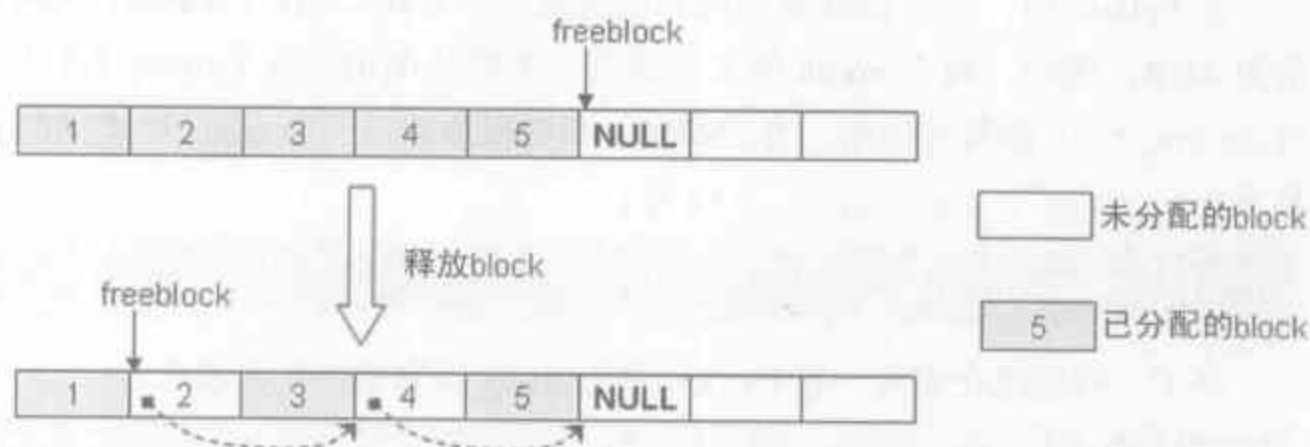 freeblock
1 2 3 4 5 NULL
未分配的block
释放block
freeblock
5 已分配的block
1 2 3 4 5 NULL